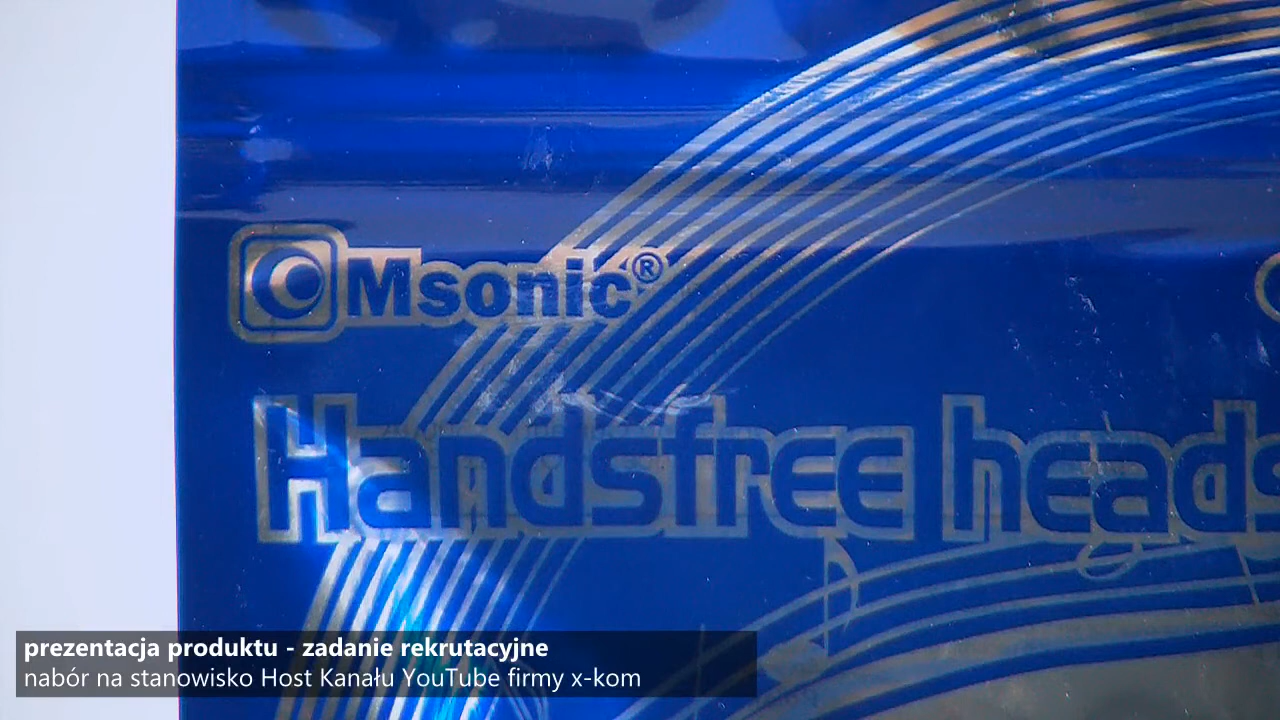 Msonic®
Handsfree heads
prezentacja produktu - zadanie rekrutacyjne
nabór na stanowisko Host Kanału YouTube firmy x-kom